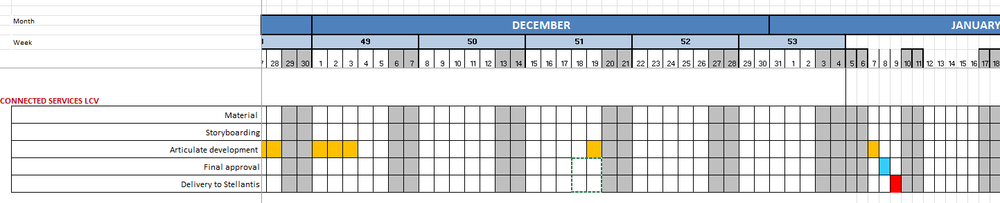 Month DECEMBER JANUARY
Week 49 50 51 52 53
28 29 30 1 2 3 4 5 6 7 8 9 10 11 12 13 14 15 16 17 18 19 20 21 22 23 24 25 26 27 28 29 30 31 1 2 3 4 5 6 7 8 9 10 11 12 13 14 15 16 17 18
CONNECTED SERVICES LCV
Material
Storyboarding
Articulate development
Final approval
Delivery to Stellantis